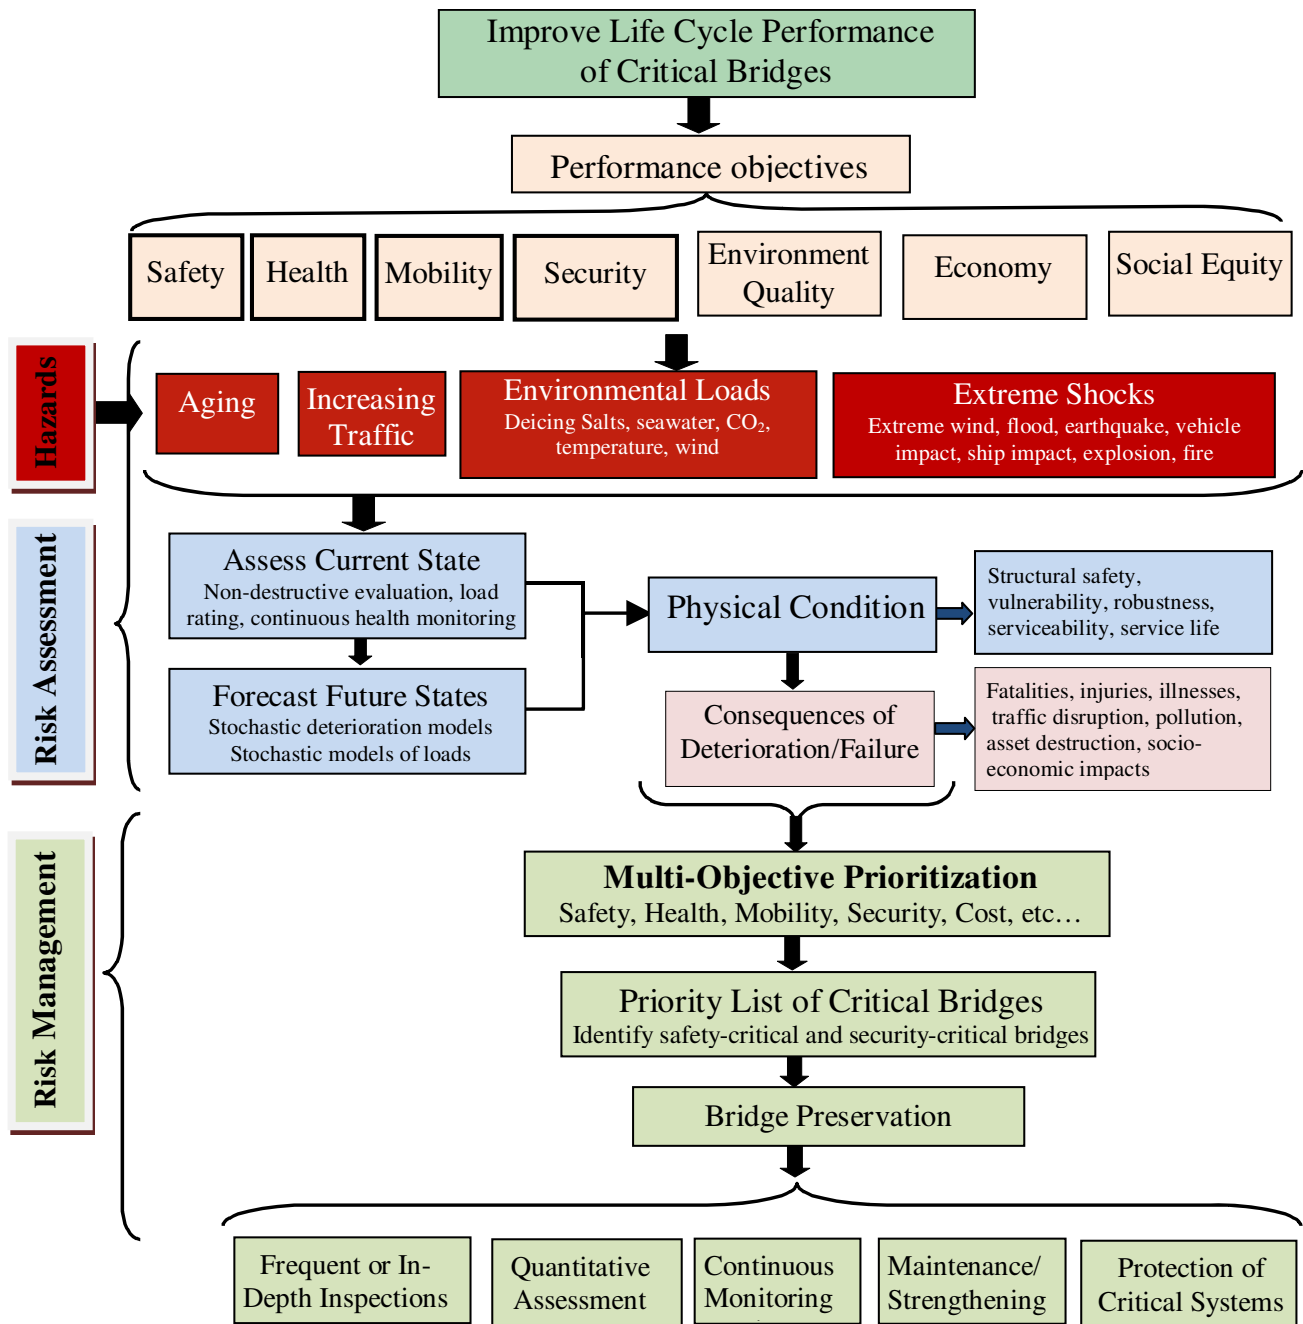 Improve Life Cycle Performance
of Critical Bridges
Performance objectives
Safety
Health
Mobility
Security
Environment
Quality
Economy
Social Equity
Hazards
Aging
Increasing
Traffic
Environmental Loads
Deicing Salts, seawater, CO₂,
temperature, wind
Extreme Shocks
Extreme wind, flood, earthquake, vehicle
impact, ship impact, explosion, fire
Risk Assessment
Assess Current State
Non-destructive evaluation, load
rating, continuous health monitoring
Forecast Future States
Stochastic deterioration models
Stochastic models of loads
Physical Condition
Structural safety,
vulnerability, robustness,
serviceability, service life
Consequences of
Deterioration/Failure
Fatalities, injuries, illnesses,
traffic disruption, pollution,
asset destruction, socio-
economic impacts
Risk Management
Multi-Objective Prioritization
Safety, Health, Mobility, Security, Cost, etc…
Priority List of Critical Bridges
Identify safety-critical and security-critical bridges
Bridge Preservation
Frequent or In-
Depth Inspections
Quantitative
Assessment
Continuous
Monitoring
Maintenance/
Strengthening
Protection of
Critical Systems